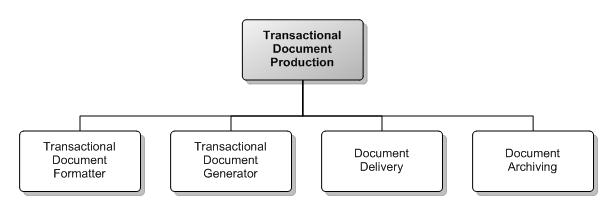 Transactional
Document
Production
Transactional
Document
Formatter
Transactional
Document
Generator
Document
Delivery
Document
Archiving